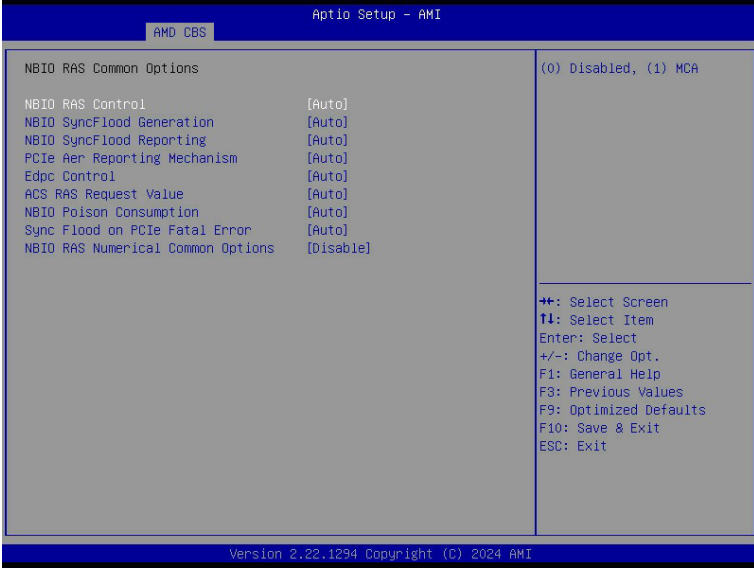 Aptio Setup – AMI
AMD CBS
NBIO RAS Common Options
NBIO RAS Control [Auto]
NBIO SyncFlood Generation [Auto]
NBIO SyncFlood Reporting [Auto]
PCIe Aer Reporting Mechanism [Auto]
Edpc Control [Auto]
ACS RAS Request Value [Auto]
NBIO Poison Consumption [Auto]
Sync Flood on PCIe Fatal Error [Auto]
NBIO RAS Numerical Common Options [Disable]
(0) Disabled, (1) MCA
→←: Select Screen
↑↓: Select Item
Enter: Select
+/-: Change Opt.
F1: General Help
F3: Previous Values
F9: Optimized Defaults
F10: Save & Exit
ESC: Exit
Version 2.22.1294 Copyright (C) 2024 AMI